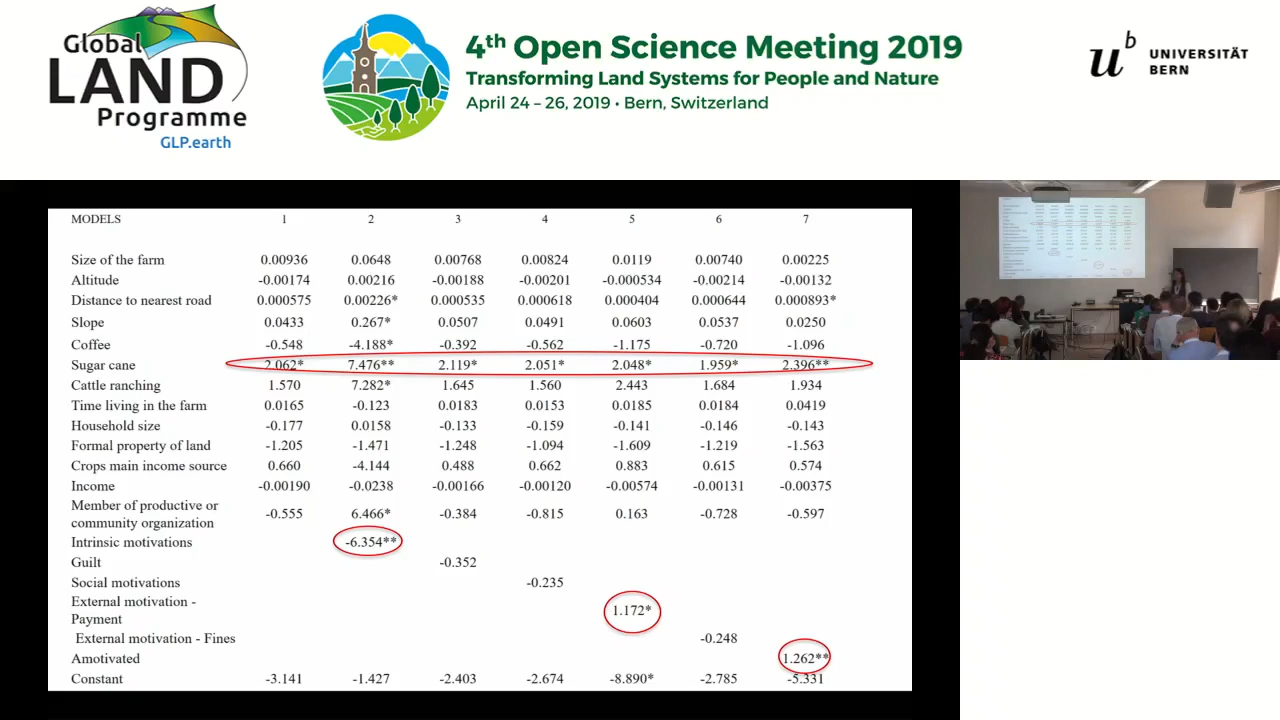 Global
LAND
Programme
GLP.earth
4th Open Science Meeting 2019
Transforming Land Systems for People and Nature
April 24 – 26, 2019 • Bern, Switzerland
u b UNIVERSITÄT
BERN
MODELS 1 2 3 4 5 6 7
Size of the farm 0.00936 0.0648 0.00768 0.00824 0.0119 0.00740 0.00225
Altitude -0.00174 0.00216 -0.00188 -0.00201 -0.000534 -0.00214 -0.00132
Distance to nearest road 0.000575 0.00226* 0.000535 0.000618 0.000404 0.000644 0.000893*
Slope 0.0433 0.267* 0.0507 0.0491 0.0603 0.0537 0.0250
Coffee -0.548 -4.188* -0.392 -0.562 -1.175 -0.720 -1.096
Sugar cane 2.062* 7.476** 2.119* 2.051* 2.048* 1.959* 2.396**
Cattle ranching 1.570 7.282* 1.645 1.560 2.443 1.684 1.934
Time living in the farm 0.0165 -0.123 0.0183 0.0153 0.0185 0.0184 0.0419
Household size -0.177 0.0158 -0.133 -0.159 -0.141 -0.146 -0.143
Formal property of land -1.205 -1.471 -1.248 -1.094 -1.609 -1.219 -1.563
Crops main income source 0.660 -4.144 0.488 0.662 0.883 0.615 0.574
Income -0.00190 -0.0238 -0.00166 -0.00120 -0.00574 -0.00131 -0.00375
Member of productive or
community organization -0.555 6.466* -0.384 -0.815 0.163 -0.728 -0.597
Intrinsic motivations -6.354**
Guilt -0.352
Social motivations -0.235
External motivation -
Payment 1.172*
External motivation - Fines -0.248
Amotivated 1.262**
Constant -3.141 -1.427 -2.403 -2.674 -8.890* -2.785 -5.331